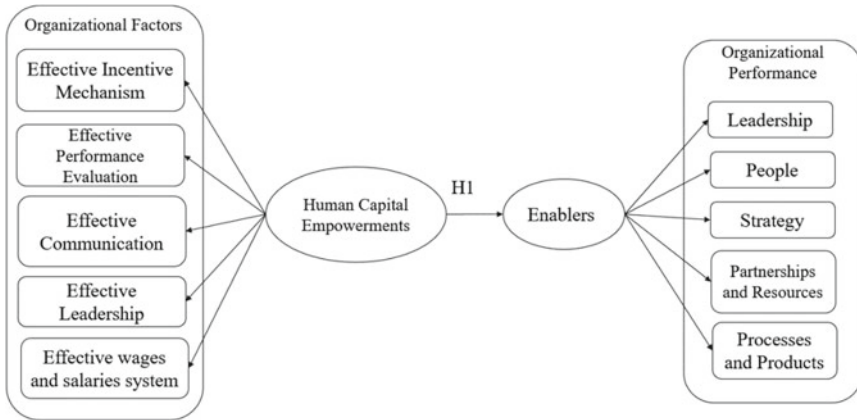 Organizational Factors
Effective Incentive
Mechanism
Effective
Performance
Evaluation
Effective
Communication
Effective
Leadership
Effective wages
and salaries system
Human Capital
Empowerments
H1
Enablers
Organizational
Performance
Leadership
People
Strategy
Partnerships
and Resources
Processes
and Products